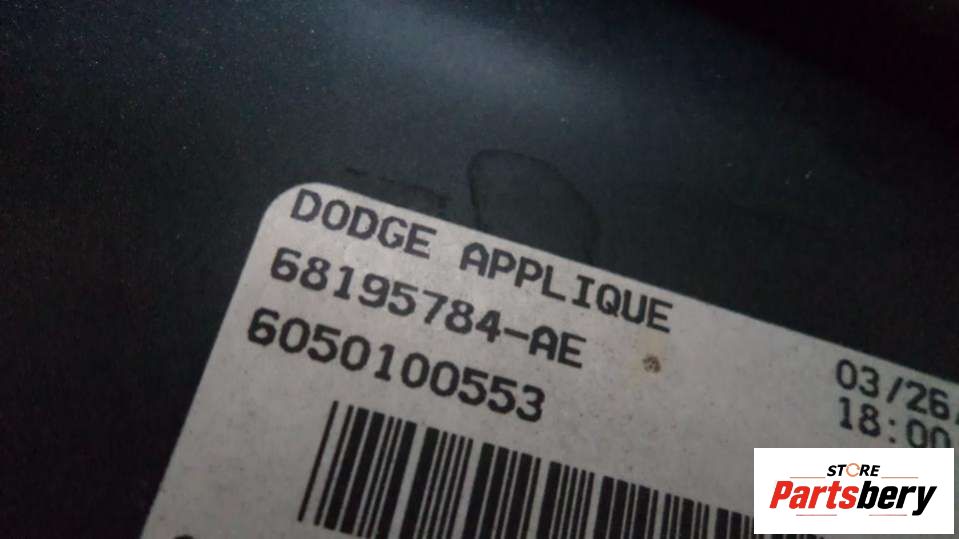 DODGE APPLIQUE
68195784-AE
6050100553
03/26/
18:00
STORE
Partsbery